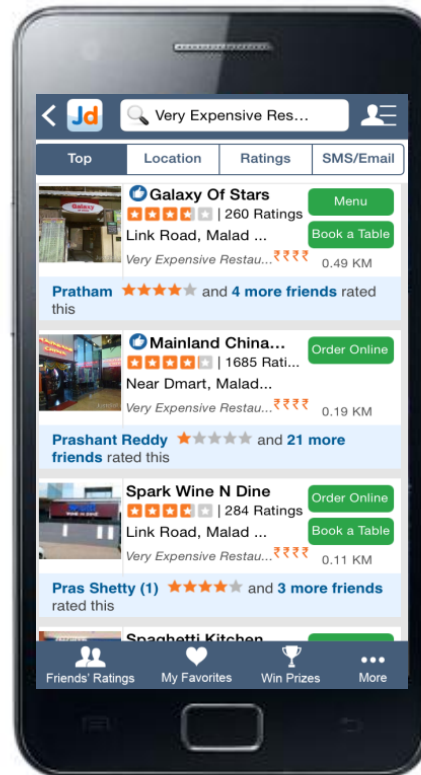 Jd
Very Expensive Res...
Top Location Ratings SMS/Email
Galaxy
Galaxy Of Stars
Menu
| 260 Ratings
Link Road, Malad ...
Book a Table
Very Expensive Restau...₹₹₹₹
0.49 KM
Pratham and 4 more friends rated
this
Mainland China...
Order Online
| 1685 Rati...
Near Dmart, Malad...
Very Expensive Restau...₹₹₹₹
0.19 KM
Prashant Reddy and 21 more
friends rated this
Spark Wine N Dine
Order Online
| 284 Ratings
Link Road, Malad ...
Book a Table
Very Expensive Restau...₹₹₹₹
0.11 KM
Pras Shetty (1) and 3 more friends
rated this
Spaghetti Kitchen
Friends' Ratings My Favorites Win Prizes More